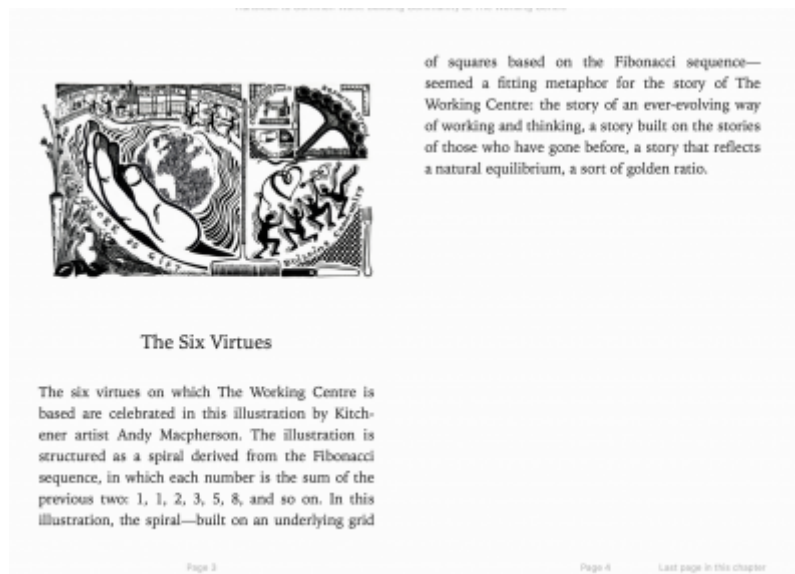 WORK AS GIFT
The Six Virtues
The six virtues on which The Working Centre is
based are celebrated in this illustration by Kitch-
ener artist Andy Macpherson. The illustration is
structured as a spiral derived from the Fibonacci
sequence, in which each number is the sum of the
previous two: 1, 1, 2, 3, 5, 8, and so on. In this
illustration, the spiral—built on an underlying grid
Page 3
of squares based on the Fibonacci sequence—
seemed a fitting metaphor for the story of The
Working Centre: the story of an ever-evolving way
of working and thinking, a story built on the stories
of those who have gone before, a story that reflects
a natural equilibrium, a sort of golden ratio.
Page 4
Last page in this chapter